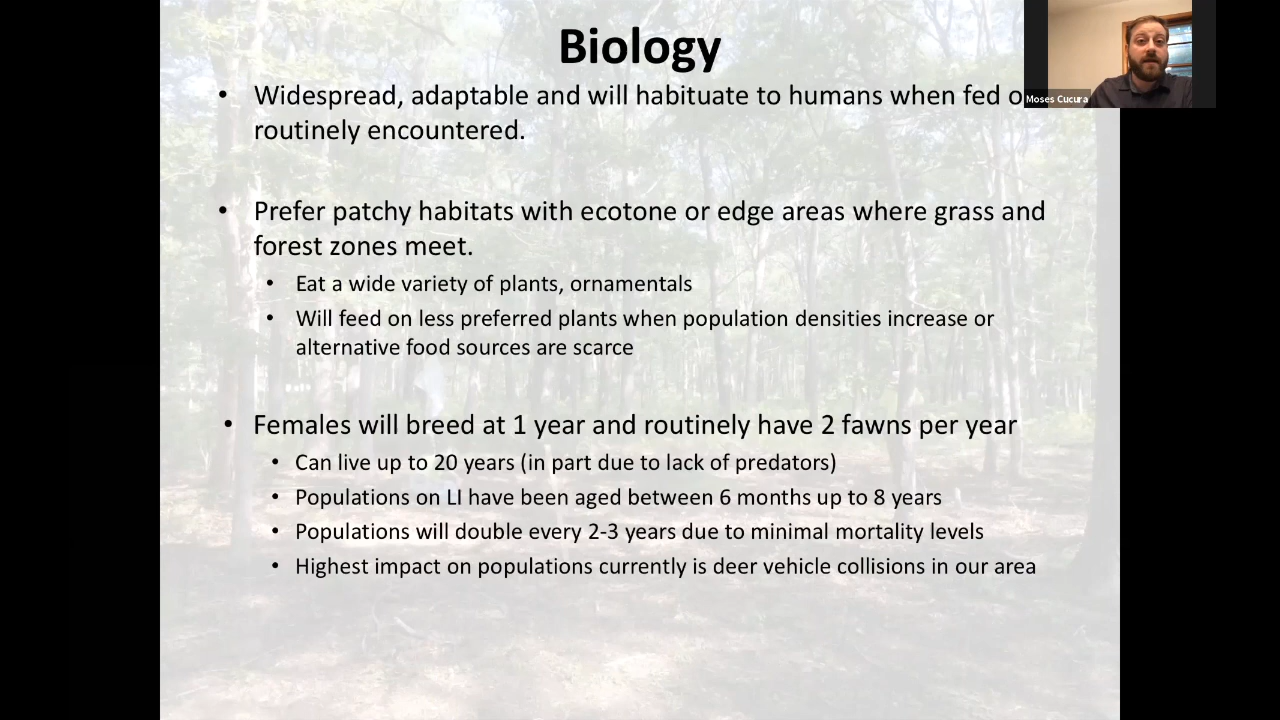 Biology
• Widespread, adaptable and will habituate to humans when fed
routinely encountered.
• Prefer patchy habitats with ecotone or edge areas where grass and
forest zones meet.
• Eat a wide variety of plants, ornamentals
• Will feed on less preferred plants when population densities increase or
alternative food sources are scarce
• Females will breed at 1 year and routinely have 2 fawns per year
• Can live up to 20 years (in part due to lack of predators)
• Populations on LI have been aged between 6 months up to 8 years
• Populations will double every 2-3 years due to minimal mortality levels
• Highest impact on populations currently is deer vehicle collisions in our area
Moses Cucura